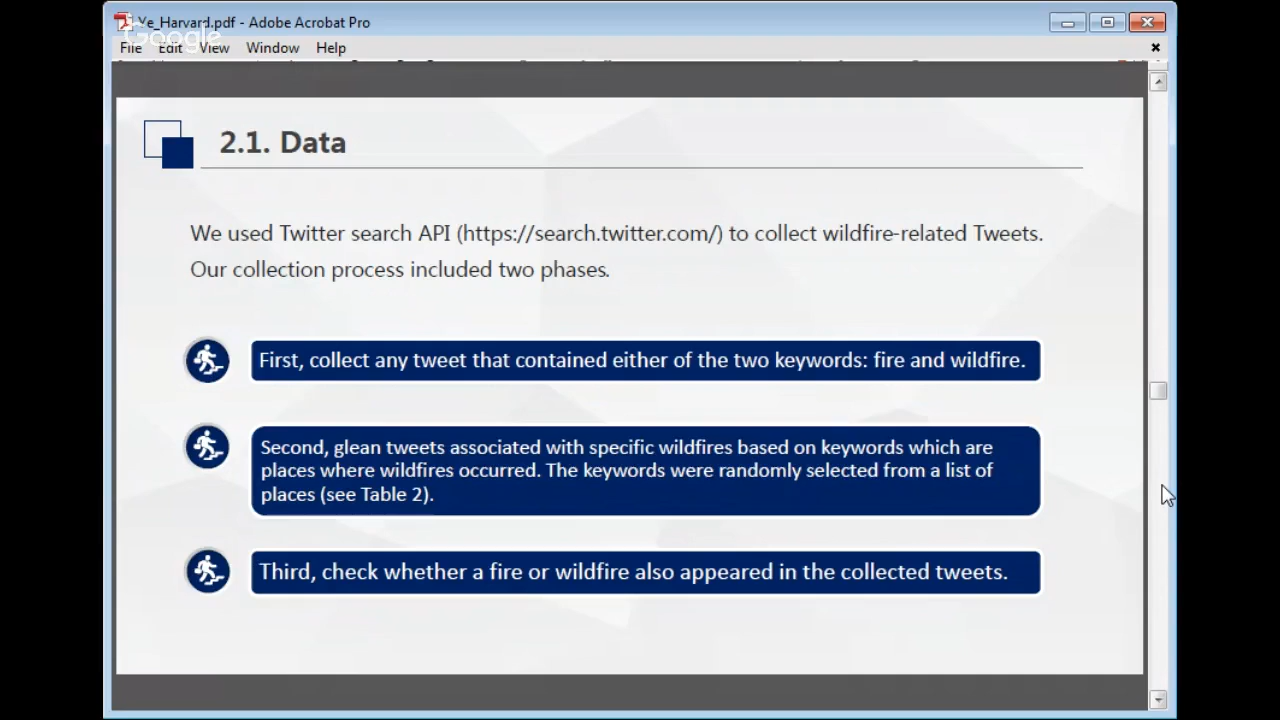 Ye_Harvard.pdf - Adobe Acrobat Pro
Google
File Edit View Window Help
2.1. Data
We used Twitter search API (https://search.twitter.com/) to collect wildfire-related Tweets.
Our collection process included two phases.
First, collect any tweet that contained either of the two keywords: fire and wildfire.
Second, glean tweets associated with specific wildfires based on keywords which are
places where wildfires occurred. The keywords were randomly selected from a list of
places (see Table 2).
Third, check whether a fire or wildfire also appeared in the collected tweets.